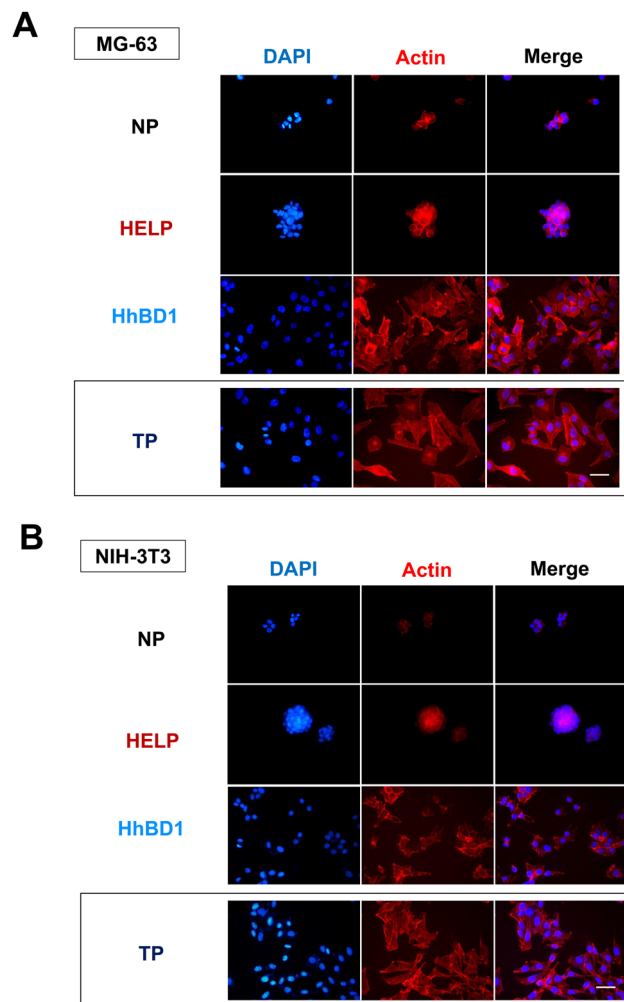 A
MG-63
DAPI Actin Merge
NP
HELP
HhBD1
TP
B
NIH-3T3
DAPI Actin Merge
NP
HELP
HhBD1
TP